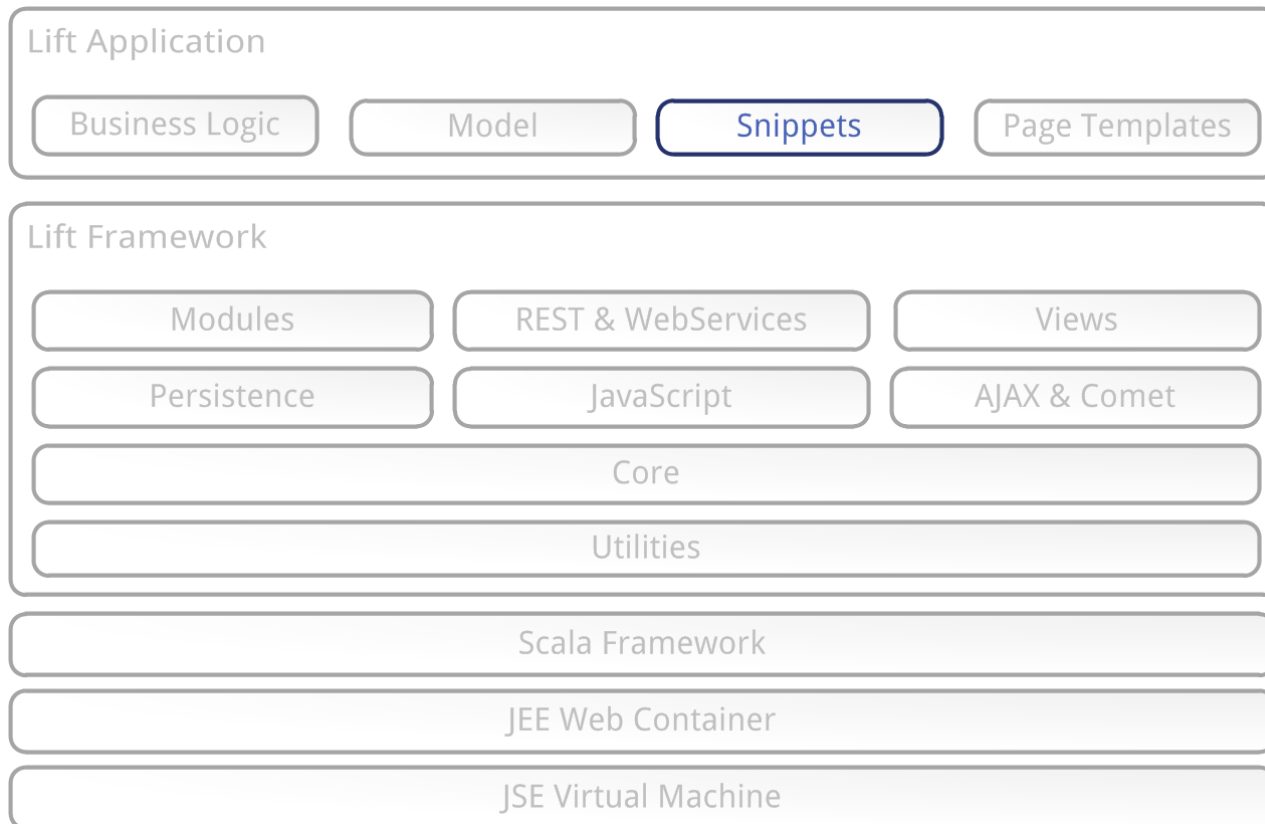 Lift Application
Business Logic
Model
Snippets
Page Templates
Lift Framework
Modules
REST & WebServices
Views
Persistence
JavaScript
AJAX & Comet
Core
Utilities
Scala Framework
JEE Web Container
JSE Virtual Machine